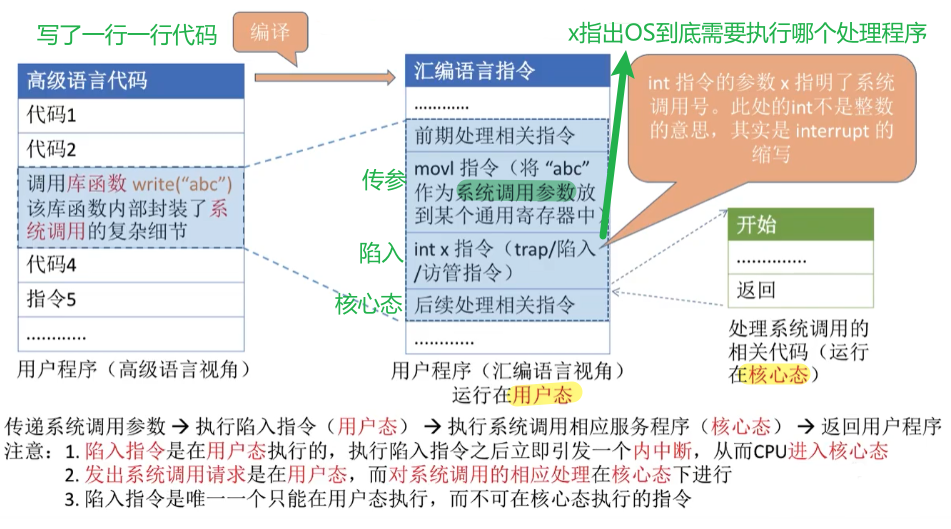 写了一行一行代码
编译
x指出OS到底需要执行哪个处理程序
高级语言代码
代码1
代码2
调用库函数 write(“abc”)
该库函数内部封装了系
统调用的复杂细节
代码4
指令5
…………
用户程序（高级语言视角）
汇编语言指令
…………
前期处理相关指令
传参
movl 指令（将 “abc”
作为系统调用参数放
到某个通用寄存器中）
陷入
int x 指令（trap/陷入
/访管指令）
核心态
后续处理相关指令
…………
用户程序（汇编语言视角）
运行在用户态
int 指令的参数 x 指明了系统
调用号。此处的int不是整数
的意思，其实是 interrupt 的
缩写
开始
…………..
返回
处理系统调用的
相关代码（运行
在核心态）
传递系统调用参数 → 执行陷入指令（用户态） → 执行系统调用相应服务程序（核心态） → 返回用户程序
注意：1. 陷入指令是在用户态执行的，执行陷入指令之后立即引发一个内中断，从而CPU进入核心态
2. 发出系统调用请求是在用户态，而对系统调用的相应处理在核心态下进行
3. 陷入指令是唯一一个只能在用户态执行，而不可在核心态执行的指令